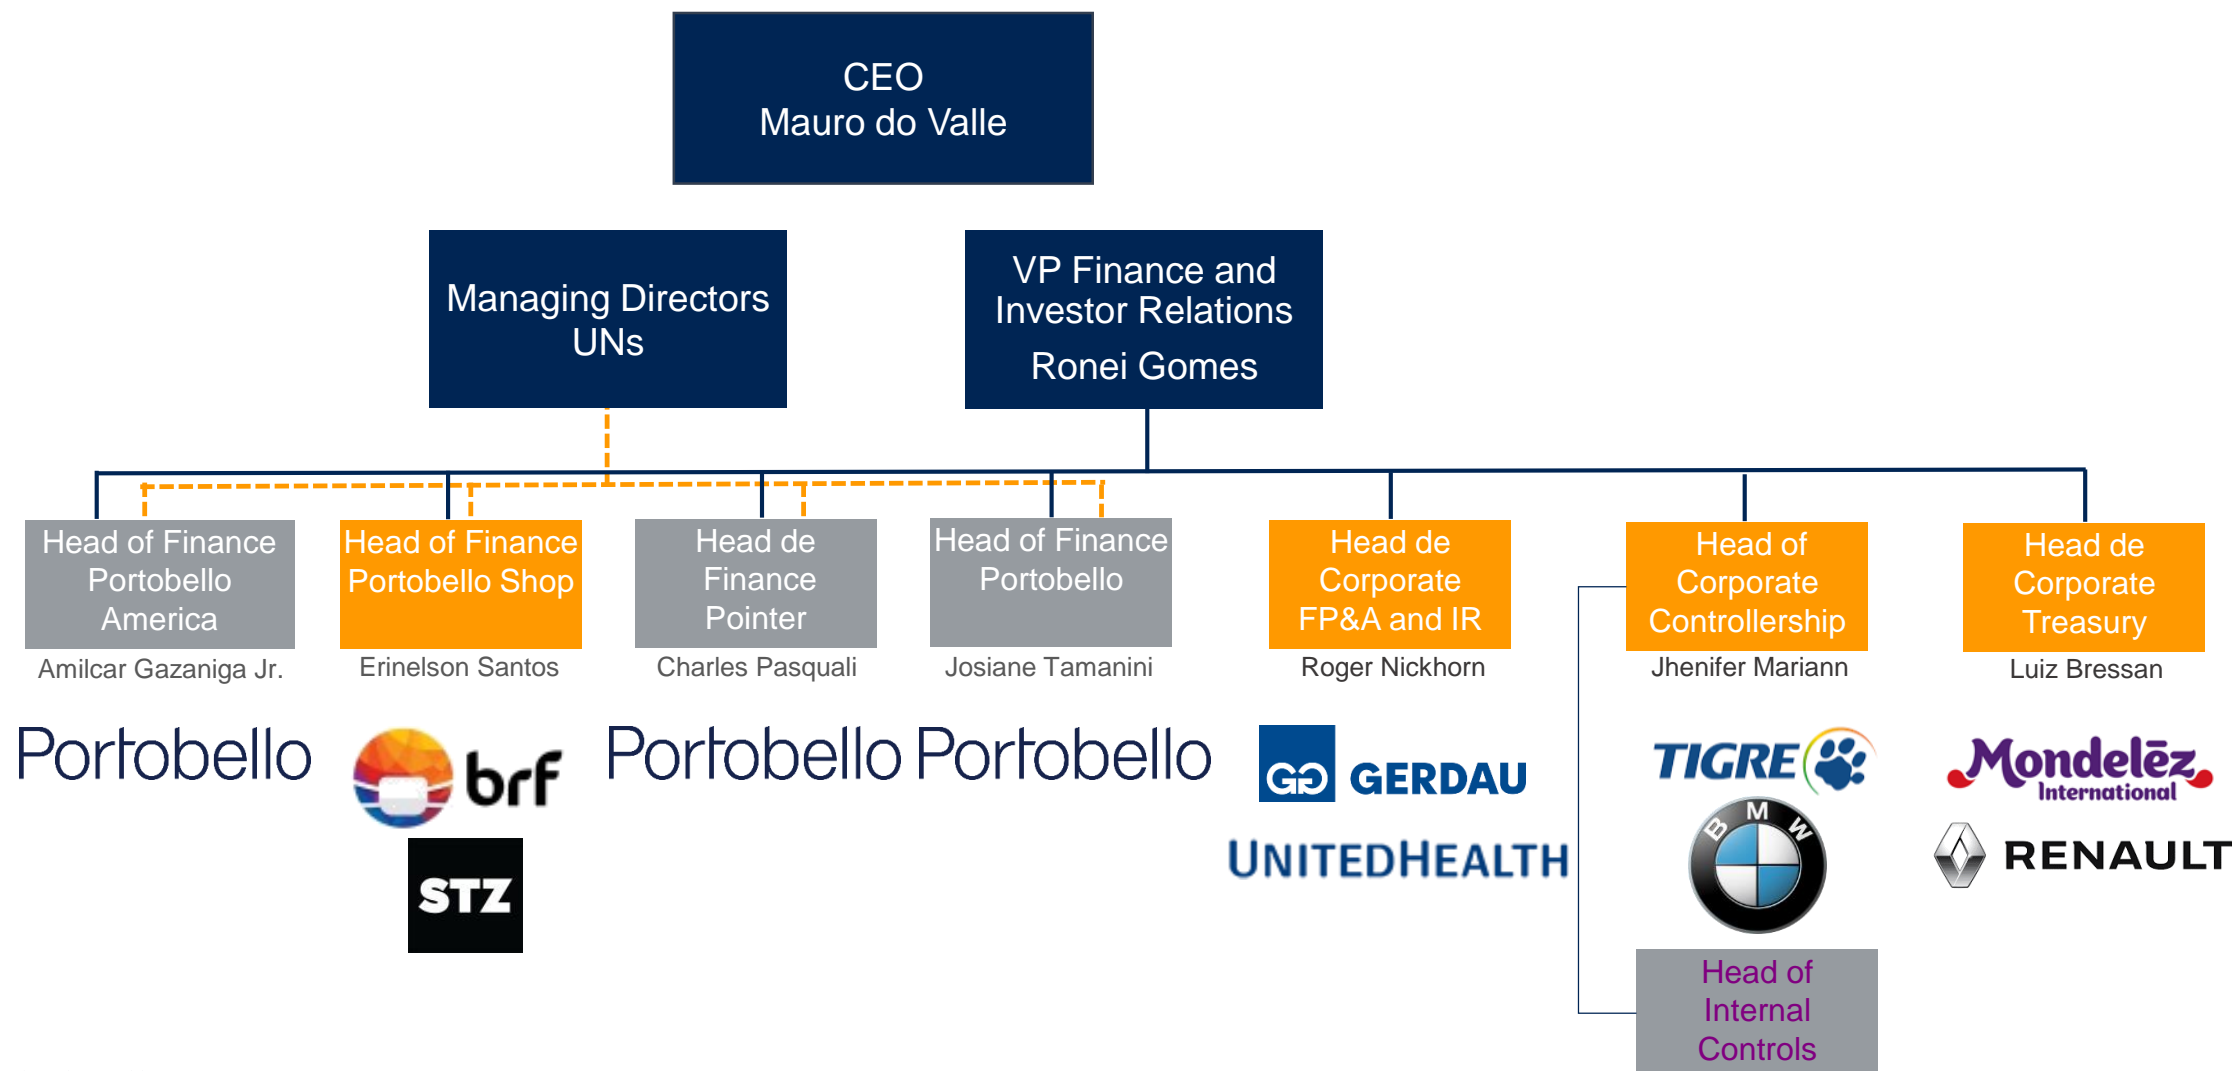 CEO
Mauro do Valle
Managing Directors
UNs
VP Finance and
Investor Relations
Ronei Gomes
Head of Finance
Portobello
America
Amilcar Gazaniga Jr.
Head of Finance
Portobello Shop
Erinelson Santos
Head de
Finance
Pointer
Charles Pasquali
Head of Finance
Portobello
Josiane Tamanini
Head de
Corporate
FP&A and IR
Roger Nickhorn
Head of
Corporate
Controllership
Jhenifer Mariann
Head de
Corporate
Treasury
Luiz Bressan
Portobello
brf
STZ
Portobello
Portobello
GERDAU
UNITEDHEALTH
TIGRE
BMW
Mondelēz
International
RENAULT
Head of
Internal
Controls